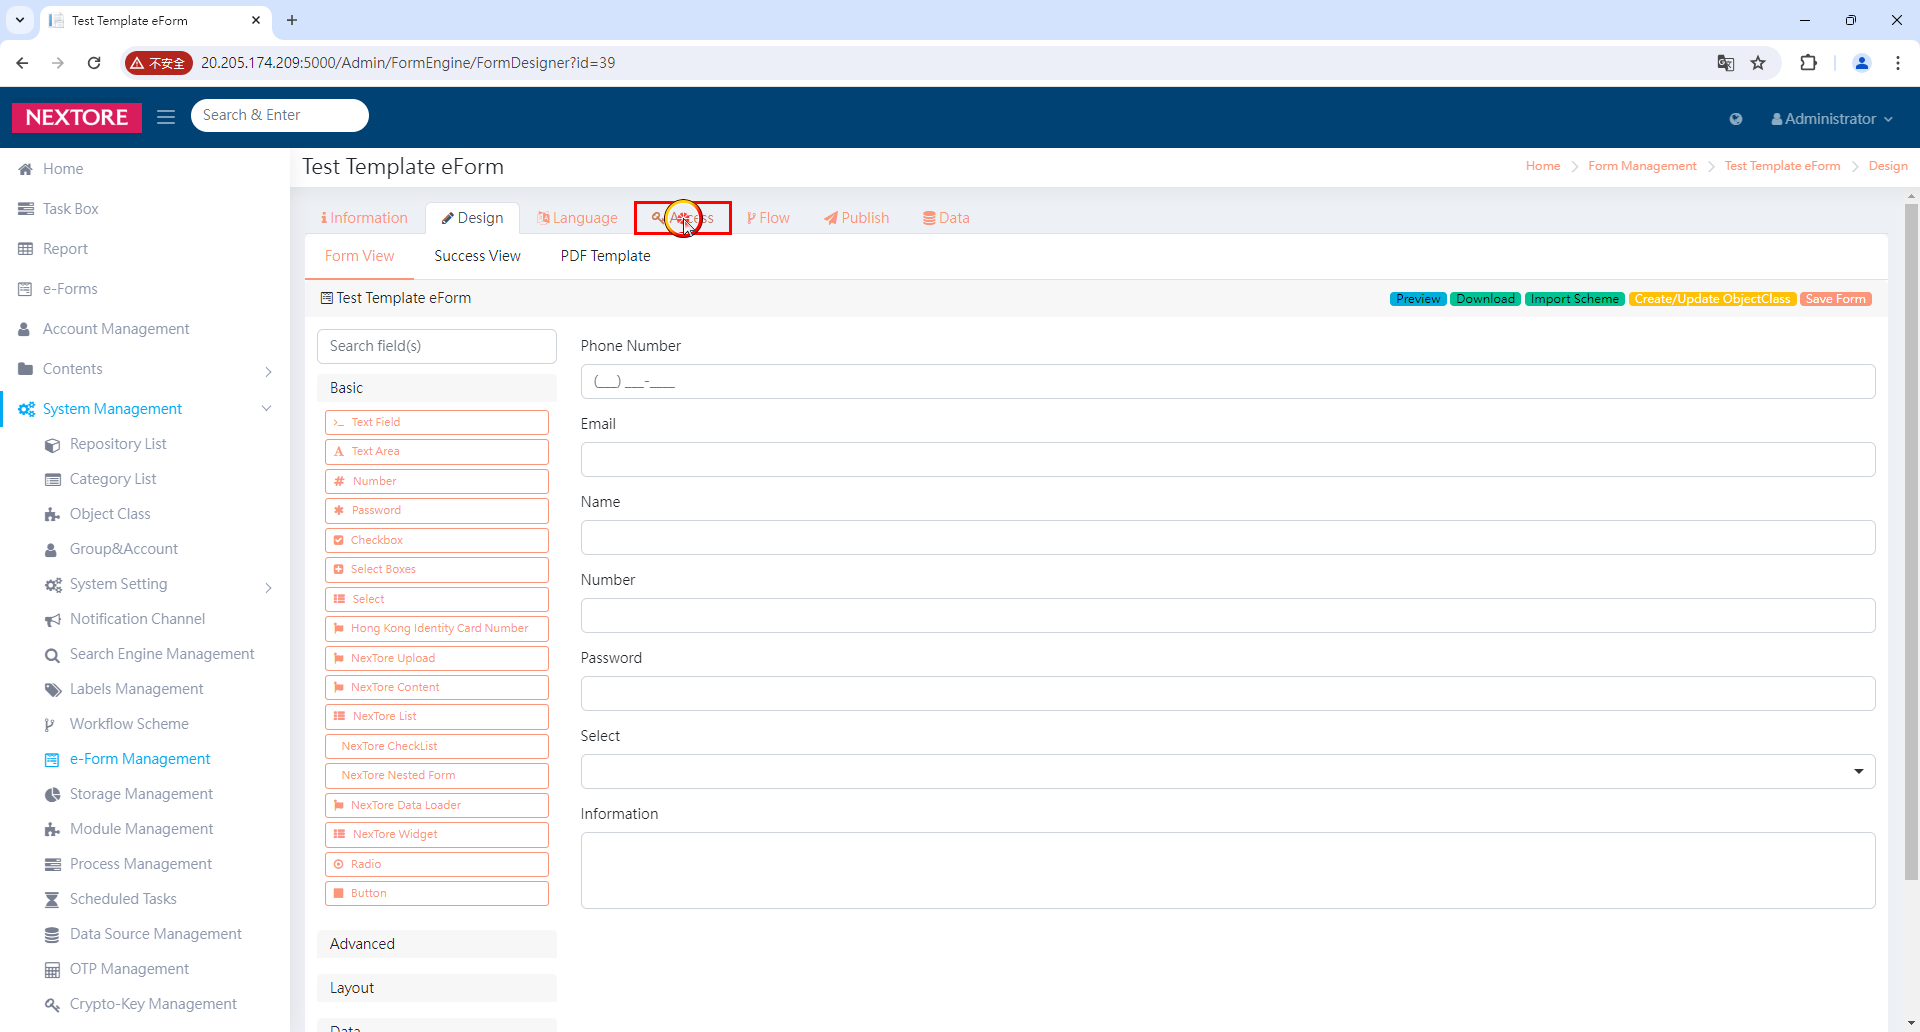 Test Template eForm
不安全
20.205.174.209:5000/Admin/FormEngine/FormDesigner?id=39
NEXTORE
Search & Enter
Administrator
Home
Task Box
Report
e-Forms
Account Management
Contents
System Management
Repository List
Category List
Object Class
Group&Account
System Setting
Notification Channel
Search Engine Management
Labels Management
Workflow Scheme
e-Form Management
Storage Management
Module Management
Process Management
Scheduled Tasks
Data Source Management
OTP Management
Crypto-Key Management
Test Template eForm
Home > Form Management > Test Template eForm > Design
Information Design Language Flow Publish Data
Form View Success View PDF Template
Test Template eForm
Preview Download Import Scheme Create/Update ObjectClass Save Form
Search field(s)
Basic
Text Field
Text Area
Number
Password
Checkbox
Select Boxes
Select
Hong Kong Identity Card Number
NexTore Upload
NexTore Content
NexTore List
NexTore CheckList
NexTore Nested Form
NexTore Data Loader
NexTore Widget
Radio
Button
Advanced
Layout
Data
Phone Number
(___) ___-____
Email
Name
Number
Password
Select
Information